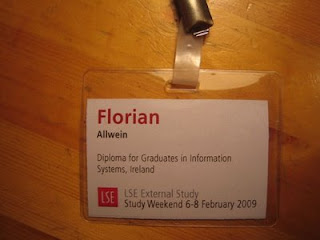 Florian
Allwein
Diploma for Graduates in Information
Systems, Ireland
LSE
LSE External Study
Study Weekend 6-8 February 2009